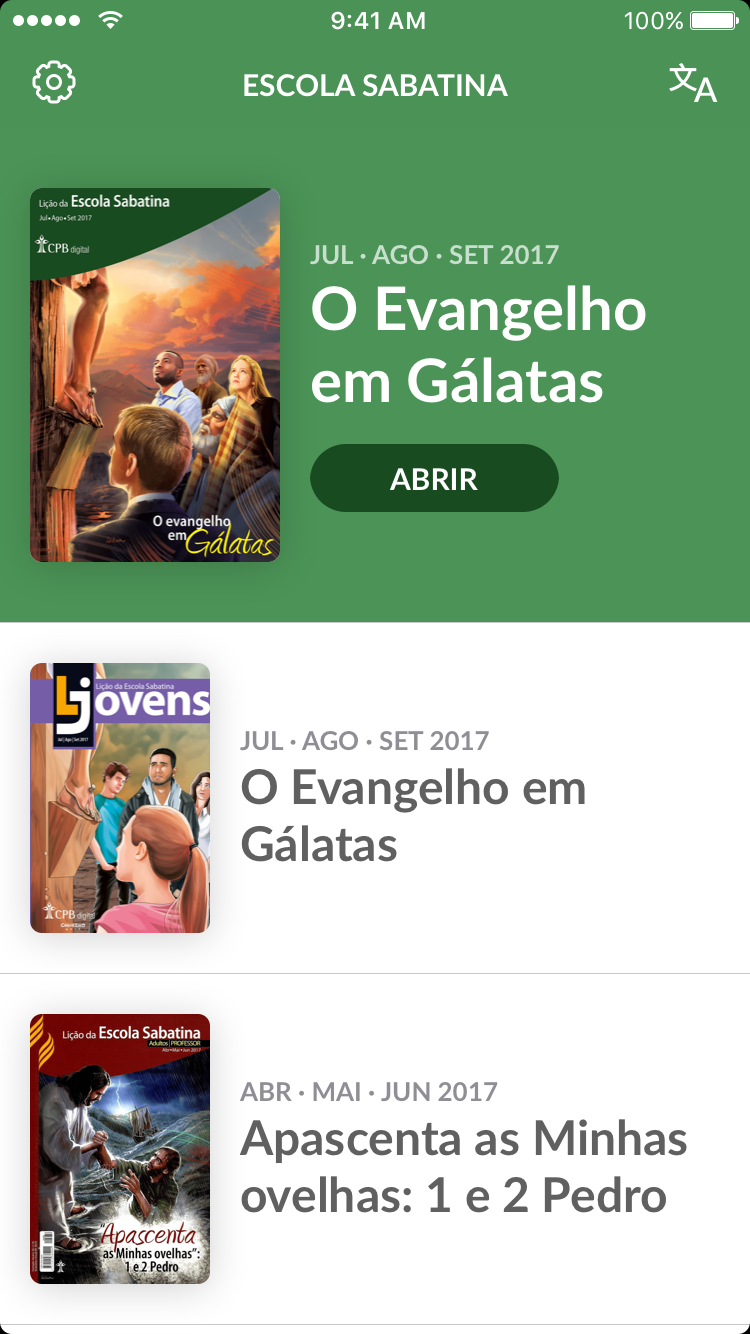 9:41 AM
100%
ESCOLA SABATINA
Lição da Escola Sabatina
Jul•Ago•Set 2017
CPB digital
O evangelho
em Gálatas
JUL · AGO · SET 2017
O Evangelho
em Gálatas
ABRIR
Lição da Escola Sabatina
Ljovens
Jul | Ago | Set 2017
CPB digital
JUL · AGO · SET 2017
O Evangelho em
Gálatas
Lição da Escola Sabatina
Adultos | PROFESSOR
Abr•Mai•Jun 2017
"Apascenta
as Minhas ovelhas":
1 e 2 Pedro
ABR · MAI · JUN 2017
Apascenta as Minhas
ovelhas: 1 e 2 Pedro